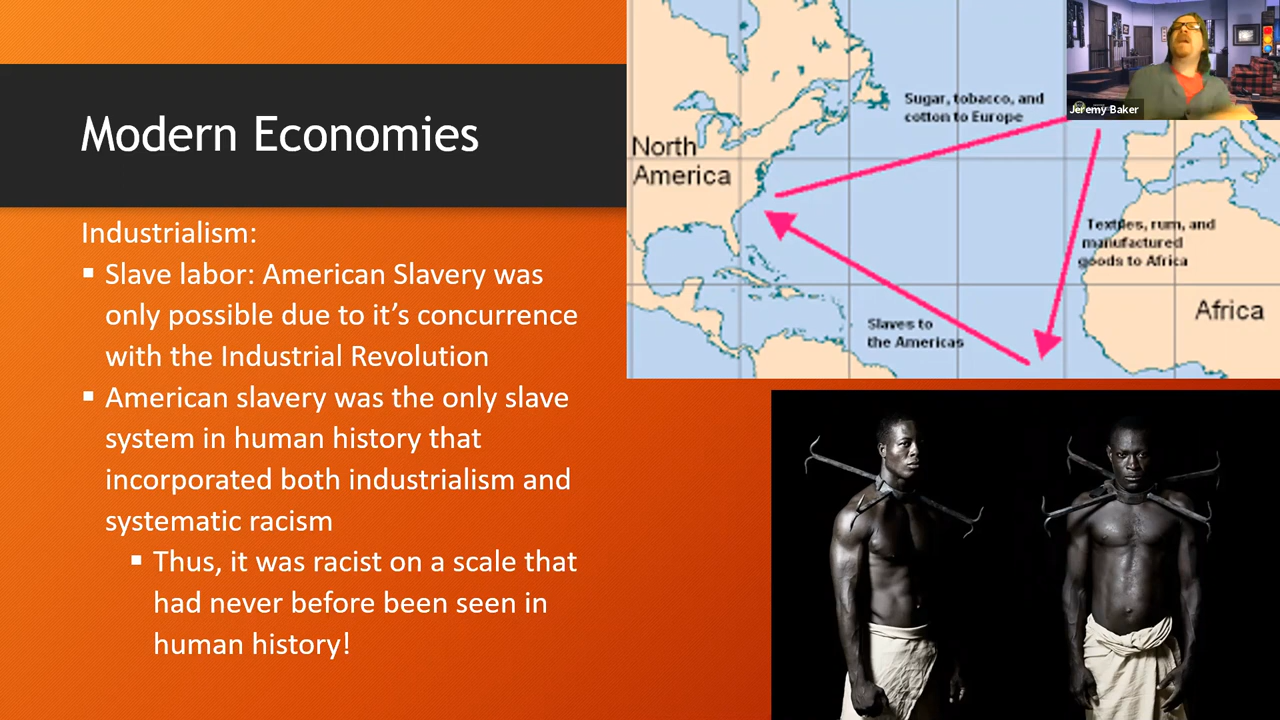 Modern Economies
Industrialism:
▪ Slave labor: American Slavery was
only possible due to it’s concurrence
with the Industrial Revolution
▪ American slavery was the only slave
system in human history that
incorporated both industrialism and
systematic racism
▪ Thus, it was racist on a scale that
had never before been seen in
human history!
Sugar, tobacco, and
cotton to Europe
North
America
Textiles, rum, and
manufactured
goods to Africa
Africa
Slaves to
the Americas
Jeremy Baker